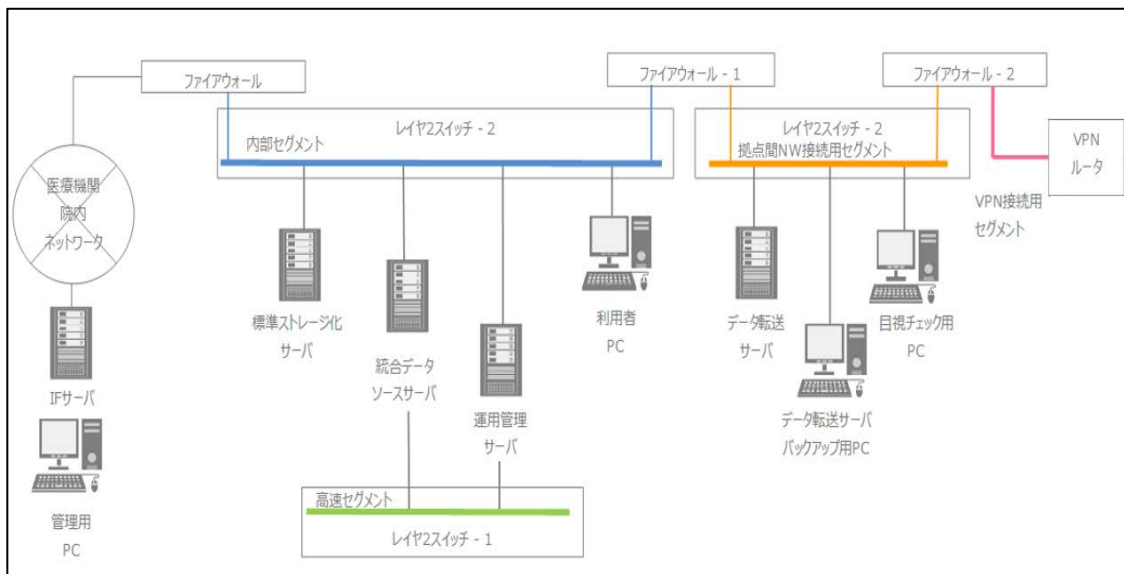 ファイアウォール
ファイアウォール - 1
ファイアウォール - 2
レイヤ2スイッチ - 2
内部セグメント
レイヤ2スイッチ - 2
拠点間NW接続用セグメント
VPN
ルータ
VPN接続用
セグメント
医療機関
院内
ネットワーク
標準ストレージ化
サーバ
統合データ
ソースサーバ
運用管理
サーバ
利用者
PC
データ転送
サーバ
目視チェック用
PC
データ転送サーバ
バックアップ用PC
IFサーバ
管理用
PC
高速セグメント
レイヤ2スイッチ - 1